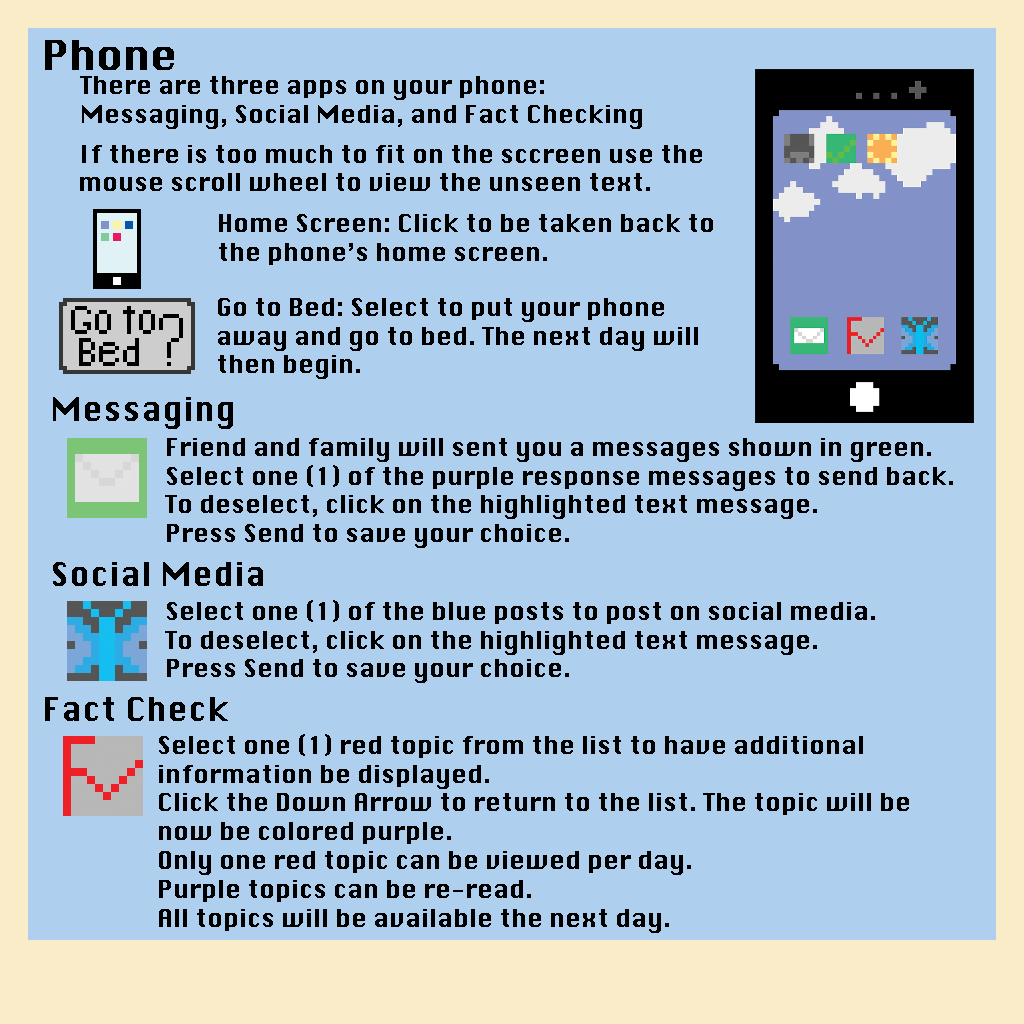 Phone
There are three apps on your phone:
Messaging, Social Media, and Fact Checking
If there is too much to fit on the sccreen use the
mouse scroll wheel to view the unseen text.
Home Screen: Click to be taken back to
the phone's home screen.
Go to
Bed ?
Go to Bed: Select to put your phone
away and go to bed. The next day will
then begin.
Messaging
Friend and family will sent you a messages shown in green.
Select one (1) of the purple response messages to send back.
To deselect, click on the highlighted text message.
Press Send to save your choice.
Social Media
Select one (1) of the blue posts to post on social media.
To deselect, click on the highlighted text message.
Press Send to save your choice.
Fact Check
Select one (1) red topic from the list to have additional
information be displayed.
Click the Down Arrow to return to the list. The topic will be
now be colored purple.
Only one red topic can be viewed per day.
Purple topics can be re-read.
All topics will be available the next day.